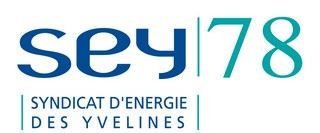 sey 78
SYNDICAT D'ENERGIE
DES YVELINES